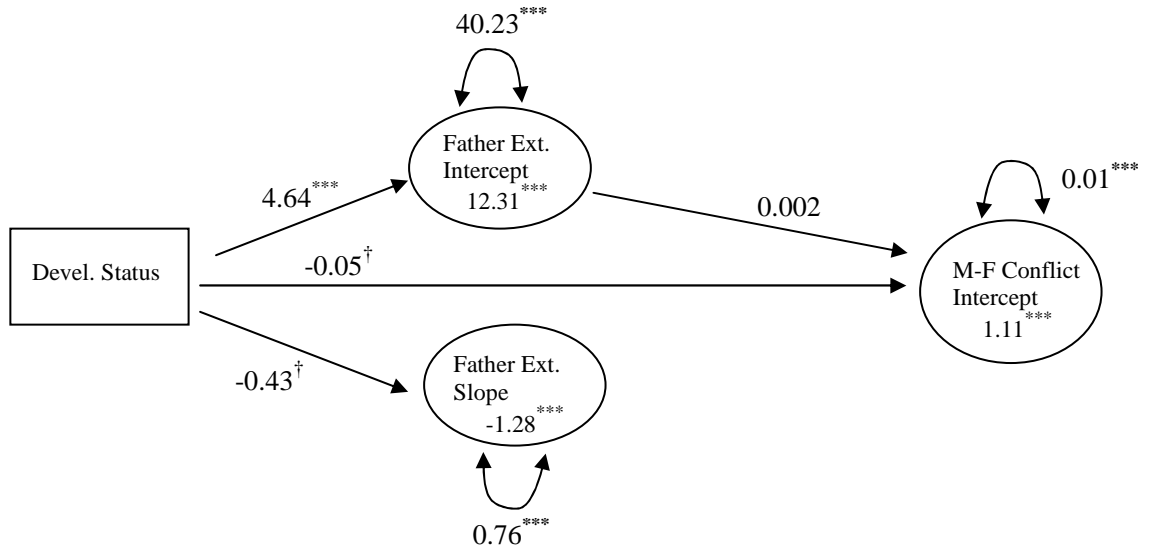 40.23***
Father Ext.
Intercept
12.31***
4.64***
0.002
0.01***
Devel. Status
-0.05†
M-F Conflict
Intercept
1.11***
-0.43†
Father Ext.
Slope
-1.28***
0.76***